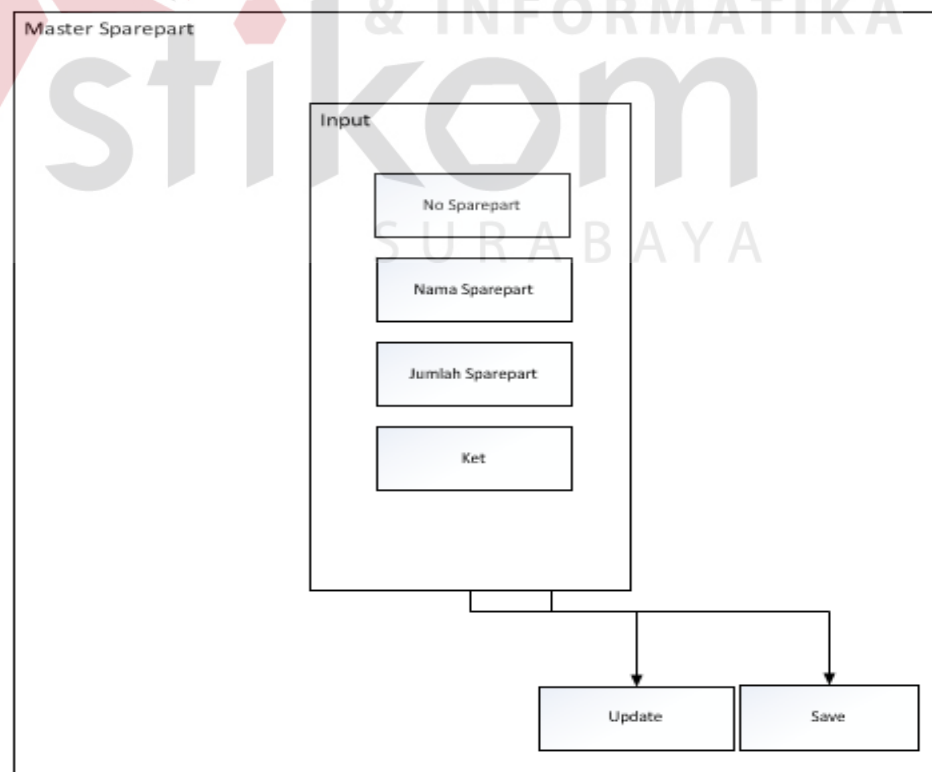 & INFORMATIKA
Master Sparepart
stikom
Input
No Sparepart
SURABAYA
Nama Sparepart
Jumlah Sparepart
Ket
Update
Save